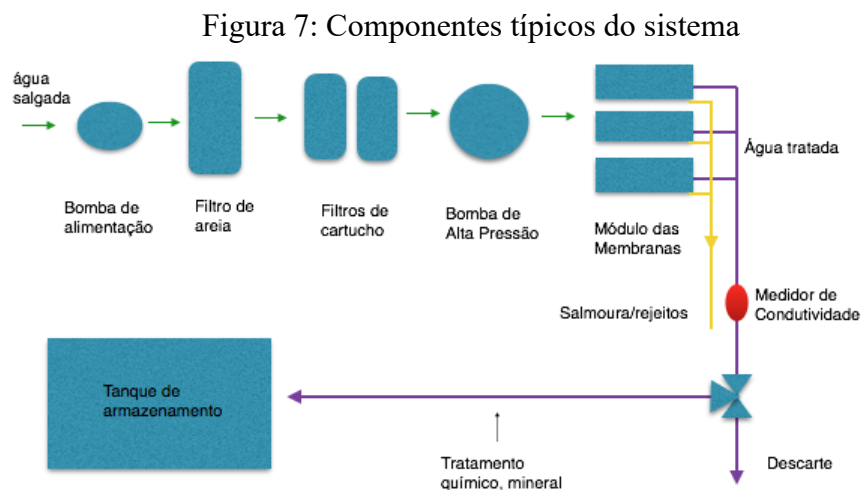 Figura 7: Componentes típicos do sistema
água
salgada
Bomba de
alimentação
Filtro de
areia
Filtros de
cartucho
Bomba de
Alta Pressão
Módulo das
Membranas
Água tratada
Salmoura/rejeitos
Medidor de
Condutividade
Tanque de
armazenamento
Tratamento
químico, mineral
Descarte